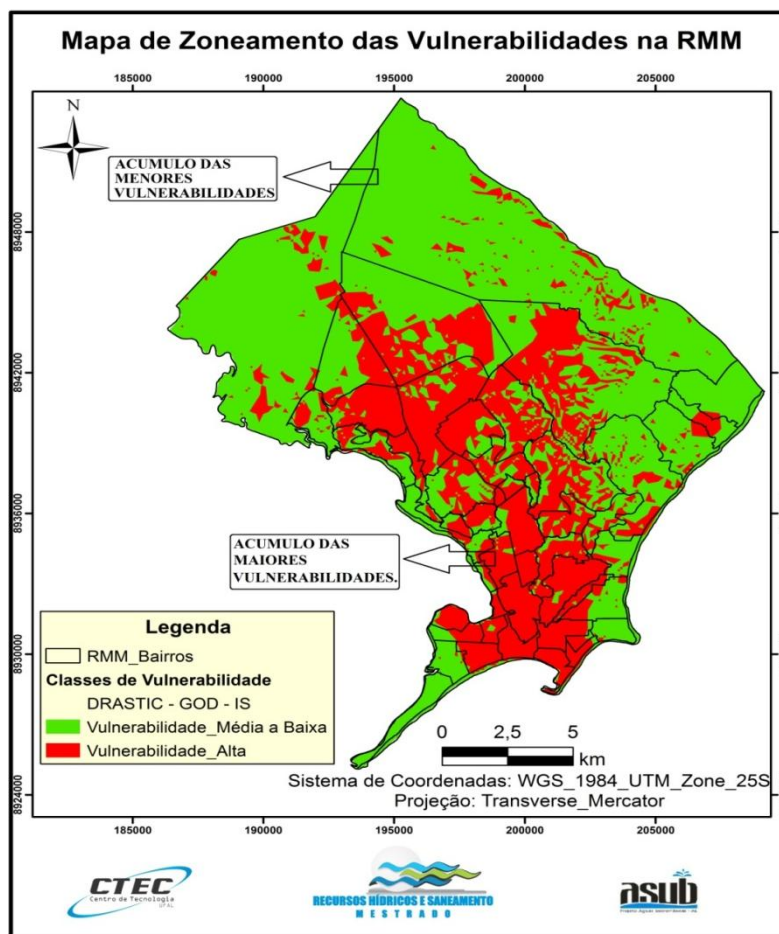 Mapa de Zoneamento das Vulnerabilidades na RMM
185000 190000 195000 200000 205000
N
ACUMULO DAS
MENORES
VULNERABILIDADES
8948000
8942000
8936000
8930000
8924000
ACUMULO DAS
MAIORES
VULNERABILIDADES.
Legenda
RMM_Bairros
Classes de Vulnerabilidade
DRASTIC - GOD - IS
Vulnerabilidade_Média a Baixa
Vulnerabilidade_Alta
0 2,5 5
km
Sistema de Coordenadas: WGS_1984_UTM_Zone_25S
Projeção: Transverse_Mercator
185000 190000 195000 200000 205000
CTEC
Centro de Tecnologia
UFAL
RECURSOS HÍDRICOS E SANEAMENTO
MESTRADO
asub